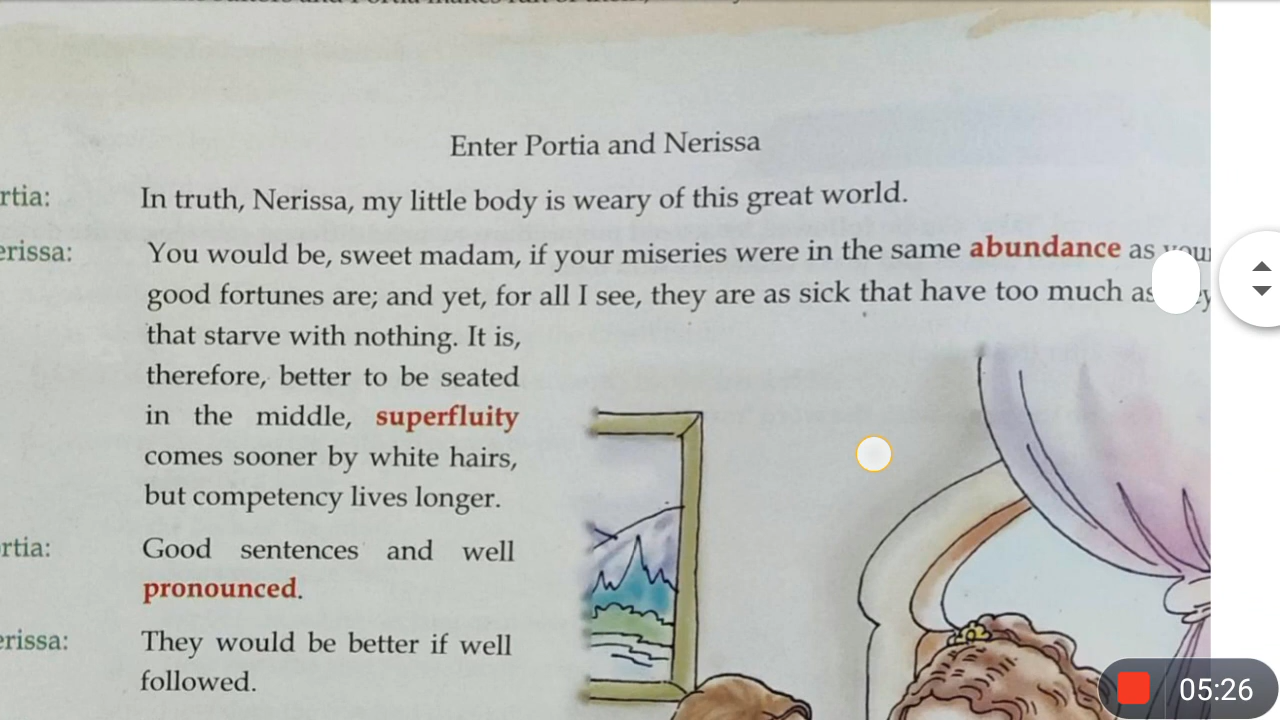 Enter Portia and Nerissa
rtia: In truth, Nerissa, my little body is weary of this great world.
erissa: You would be, sweet madam, if your miseries were in the same abundance as your
good fortunes are; and yet, for all I see, they are as sick that have too much as
that starve with nothing. It is,
therefore, better to be seated
in the middle, superfluity
comes sooner by white hairs,
but competency lives longer.
rtia: Good sentences and well
pronounced.
erissa: They would be better if well
followed.
05:26